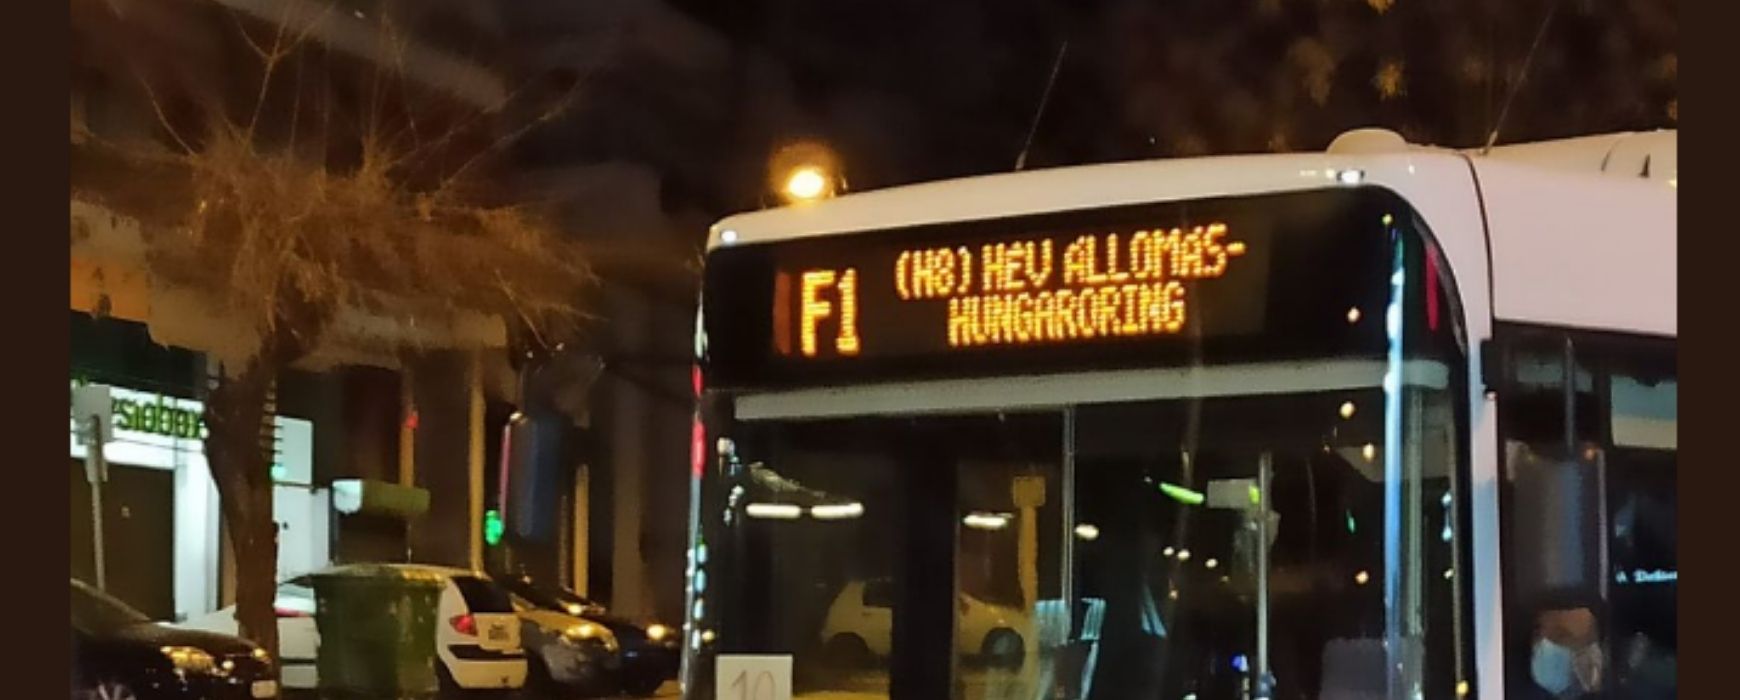 F1
(H8) HEV ALLOMAS-
HUNGARORING
10